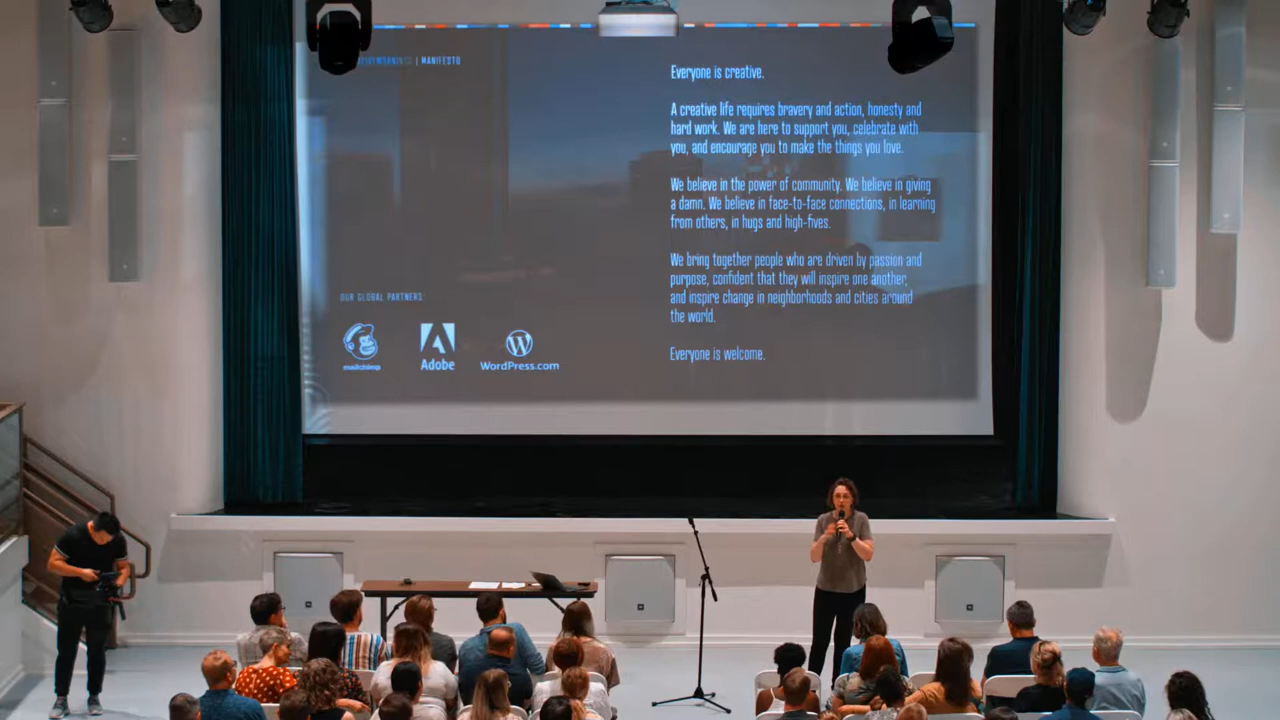 | MANIFESTO
Everyone is creative.
A creative life requires bravery and action, honesty and
hard work. We are here to support you, celebrate with
you, and encourage you to make the things you love.
We believe in the power of community. We believe in giving
a damn. We believe in face-to-face connections, in learning
from others, in hugs and high-fives.
We bring together people who are driven by passion and
purpose, confident that they will inspire one another,
and inspire change in neighborhoods and cities around
the world.
Everyone is welcome.
OUR GLOBAL PARTNERS
mailchimp
Adobe
WordPress.com